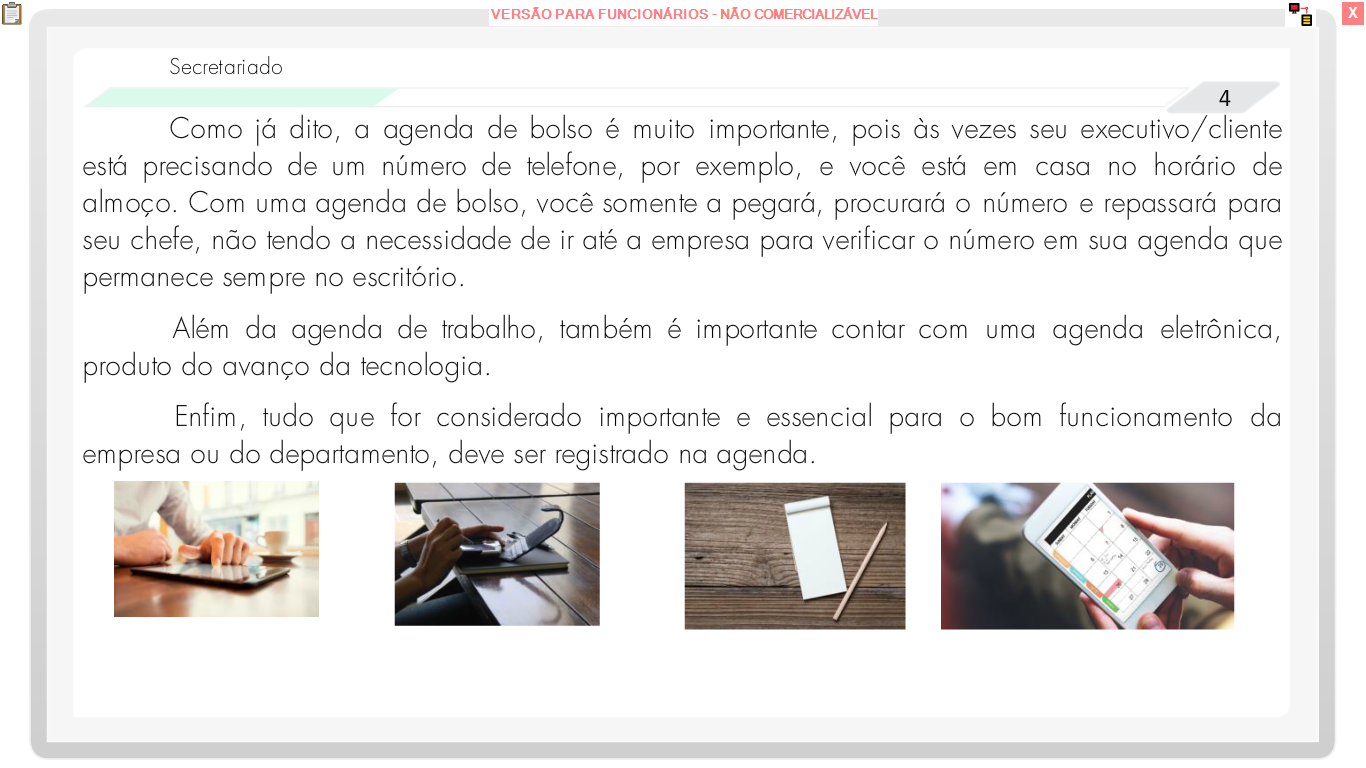 VERSÃO PARA FUNCIONÁRIOS - NÃO COMERCIALIZÁVEL
X
Secretariado
4
Como já dito, a agenda de bolso é muito importante, pois às vezes seu executivo/cliente
está precisando de um número de telefone, por exemplo, e você está em casa no horário de
almoço. Com uma agenda de bolso, você somente a pegará, procurará o número e repassará para
seu chefe, não tendo a necessidade de ir até a empresa para verificar o número em sua agenda que
permanece sempre no escritório.
Além da agenda de trabalho, também é importante contar com uma agenda eletrônica,
produto do avanço da tecnologia.
Enfim, tudo que for considerado importante e essencial para o bom funcionamento da
empresa ou do departamento, deve ser registrado na agenda.